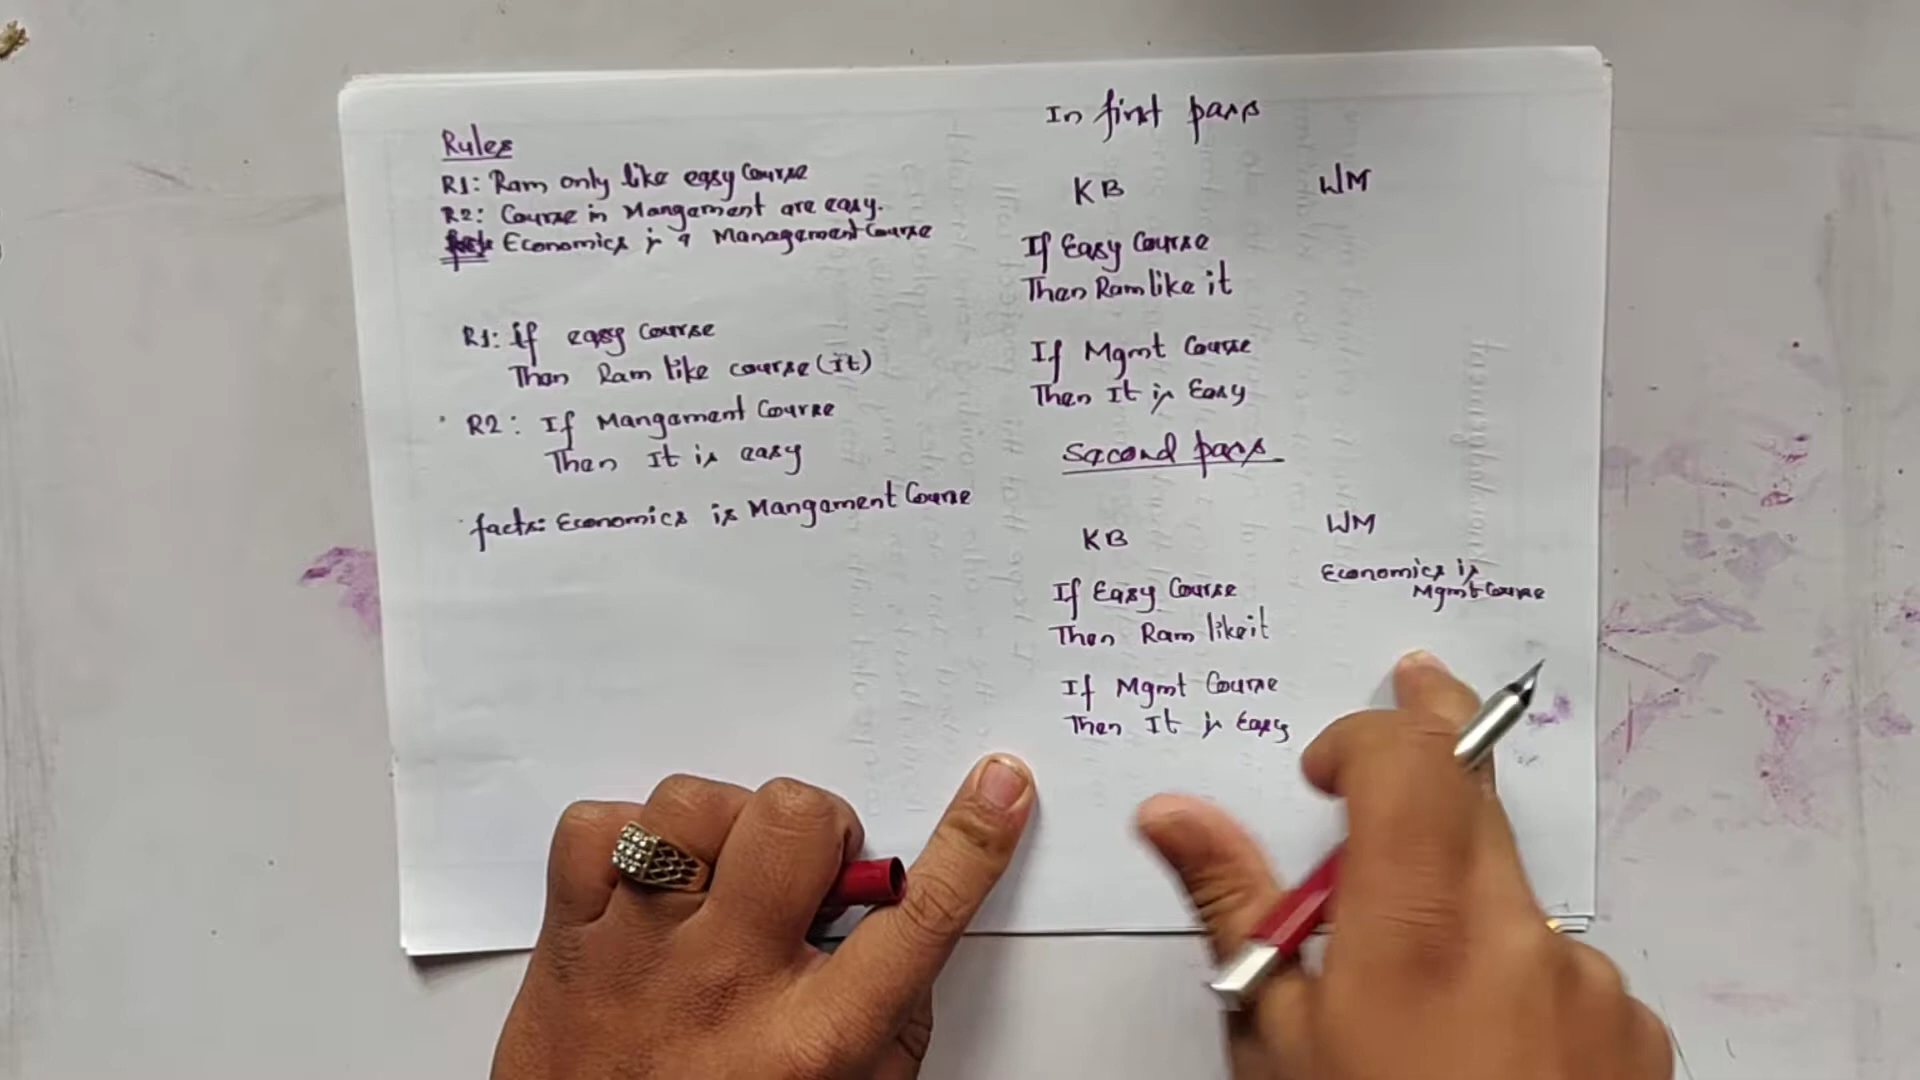 Rules
R1: Ram only like easy Course
R2: Course in Mangament are easy.
Economics is a Management Course
R1: if easy Course
Then Ram like course (it)
R2: If Mangament Course
Then It is easy
facts: Economics is Mangament Course
In first pass
KB WM
If Easy Course
Then Ram like it
If Mgmt Course
Then It is Easy
Second pass
KB WM
If Easy Course
Then Ram like it
If Mgmt Course
Then It is Easy
Economics is
Mgmt Course